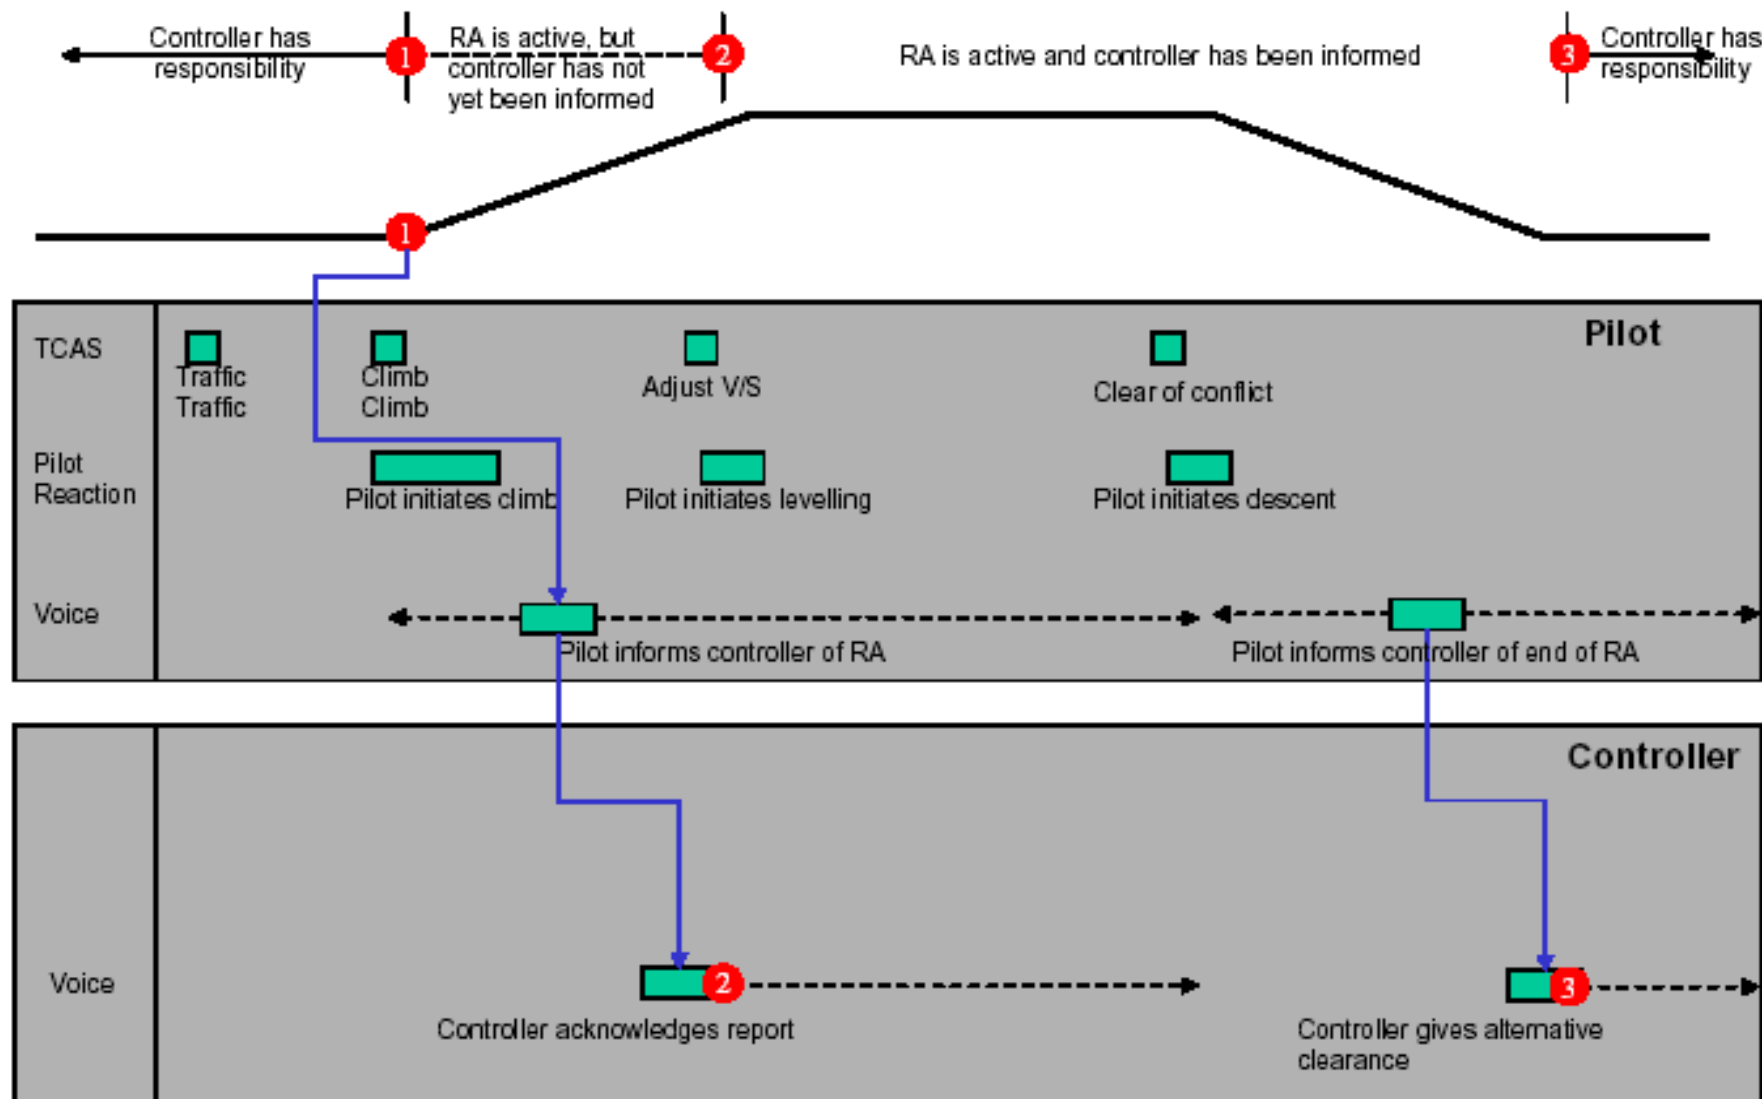 Controller has
responsibility
1
RA is active, but
controller has not
yet been informed
2
RA is active and controller has been informed
3
Controller has
responsibility
1
Pilot
TCAS
Traffic
Traffic
Climb
Climb
Adjust V/S
Clear of conflict
Pilot
Reaction
Pilot initiates climb
Pilot initiates levelling
Pilot initiates descent
Voice
Pilot informs controller of RA
Pilot informs controller of end of RA
Controller
Voice
2
3
Controller acknowledges report
Controller gives alternative
clearance